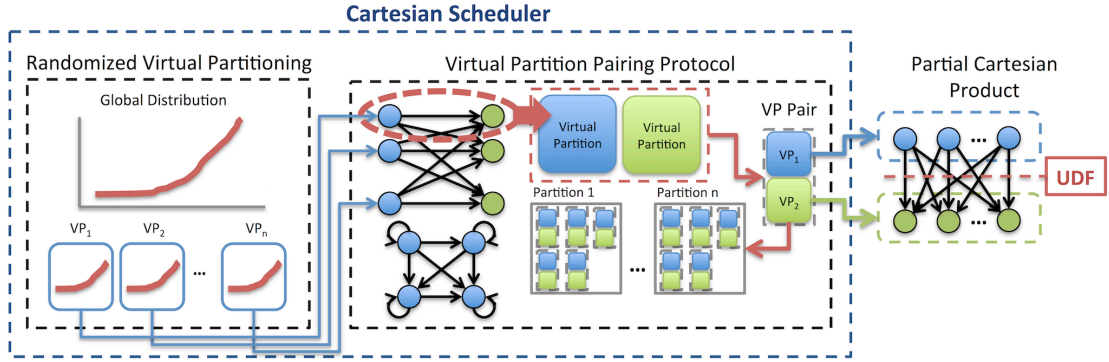 Cartesian Scheduler
Randomized Virtual Partitioning
Global Distribution
VP1
VP2
...
VPn
Virtual Partition Pairing Protocol
Virtual
Partition
Virtual
Partition
VP Pair
VP1
VP2
Partition 1
...
Partition n
Partial Cartesian
Product
...
UDF
...